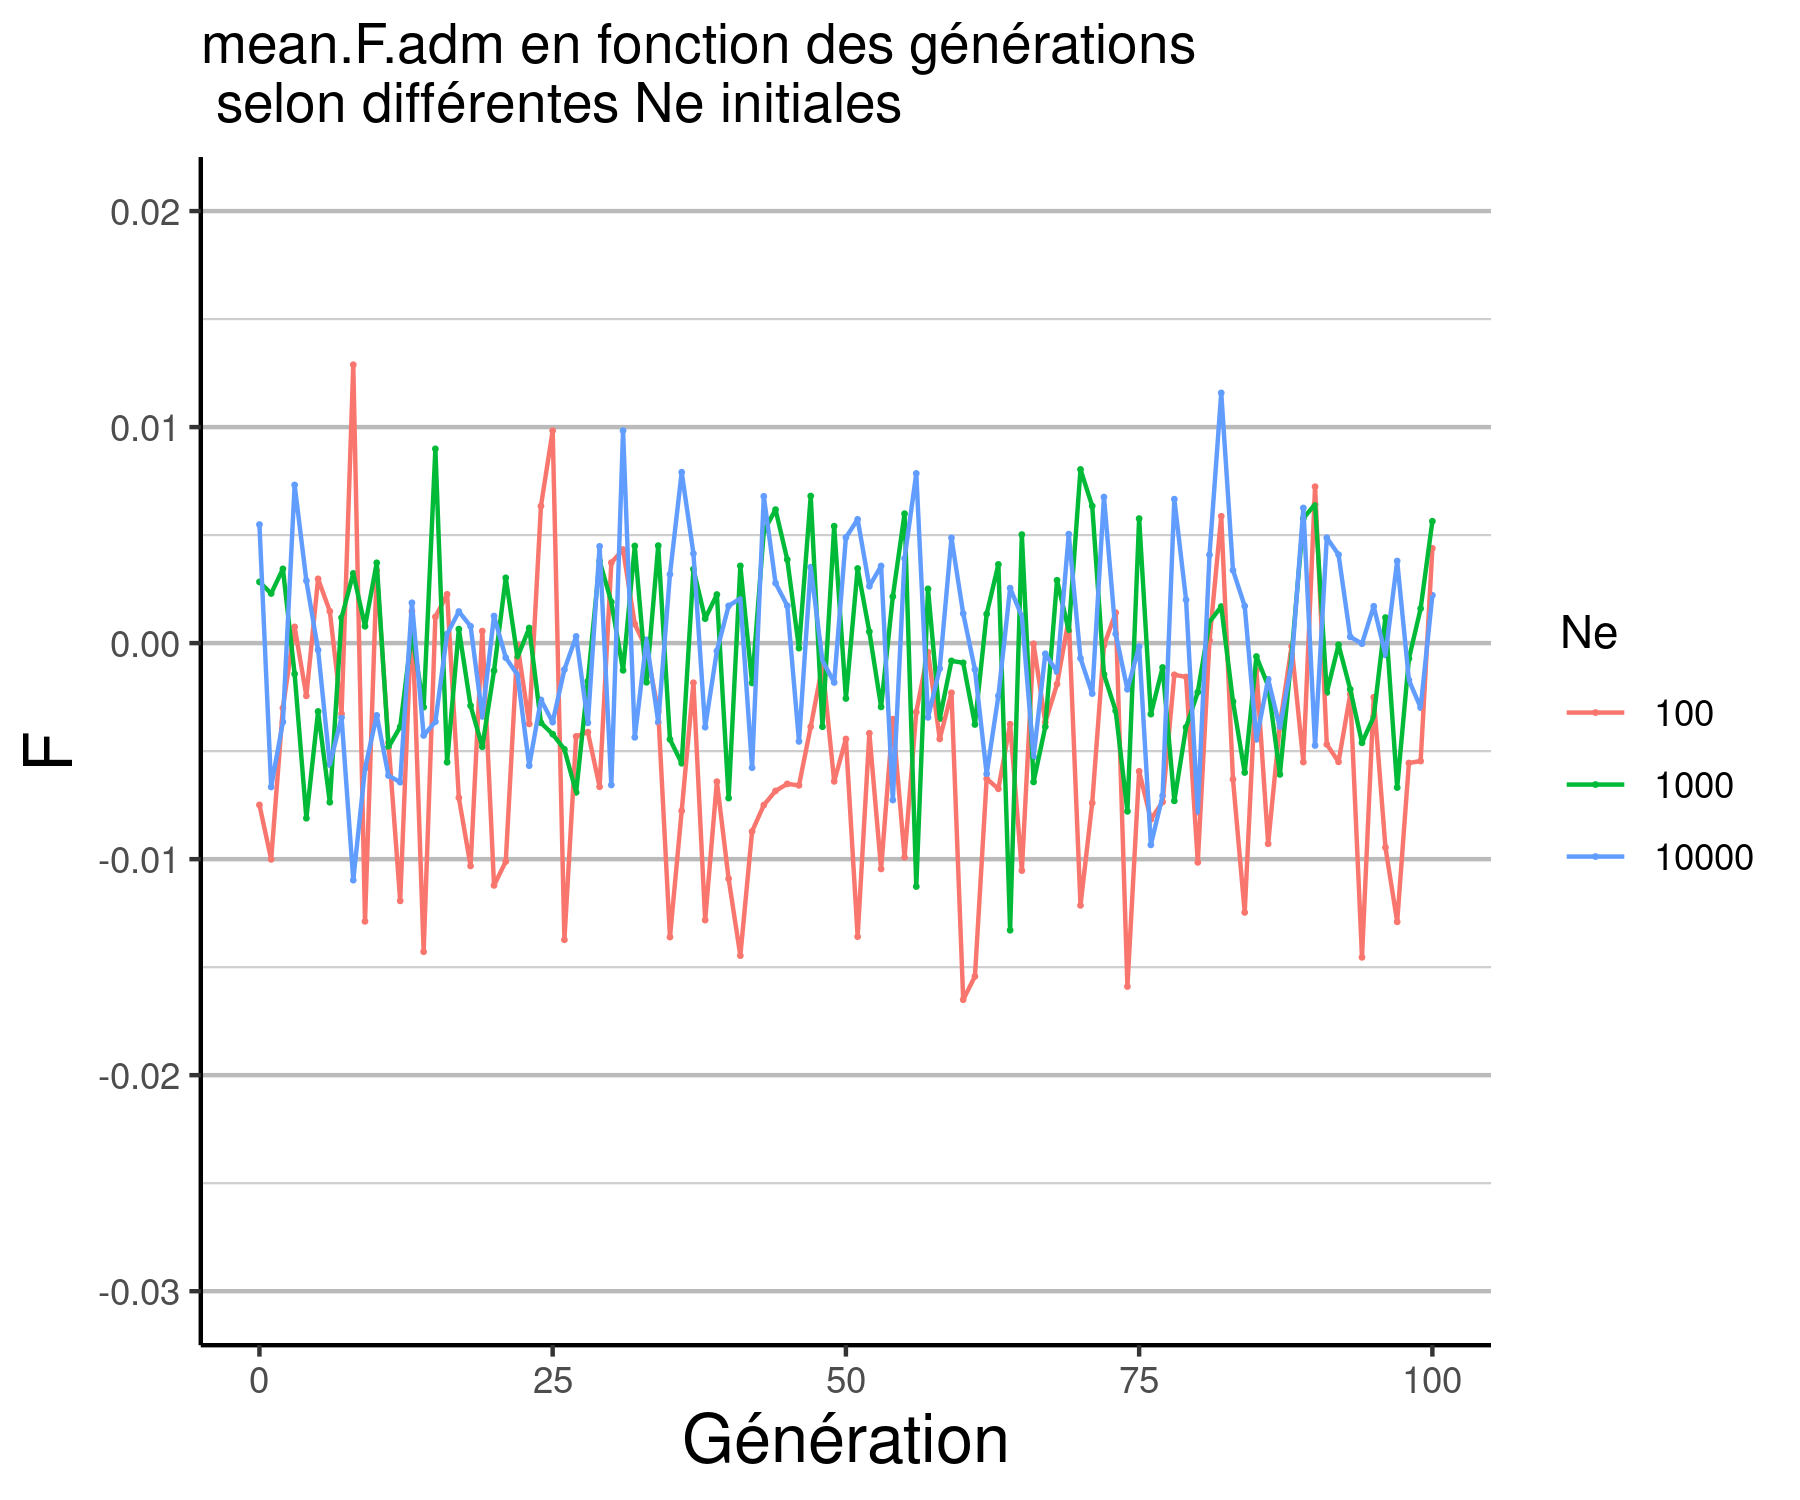 mean.F.adm en fonction des générations
selon différentes Ne initiales
0.02
0.01
0.00
-0.01
-0.02
-0.03
F
0 25 50 75 100
Génération
Ne
100
1000
10000